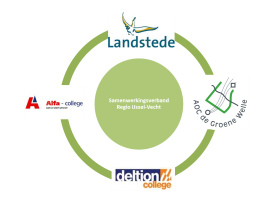 Landstede
Samenwerkingsverband
Regio IJssel-Vecht
Alfa - college
AOC de Groene Welle
deltion
college